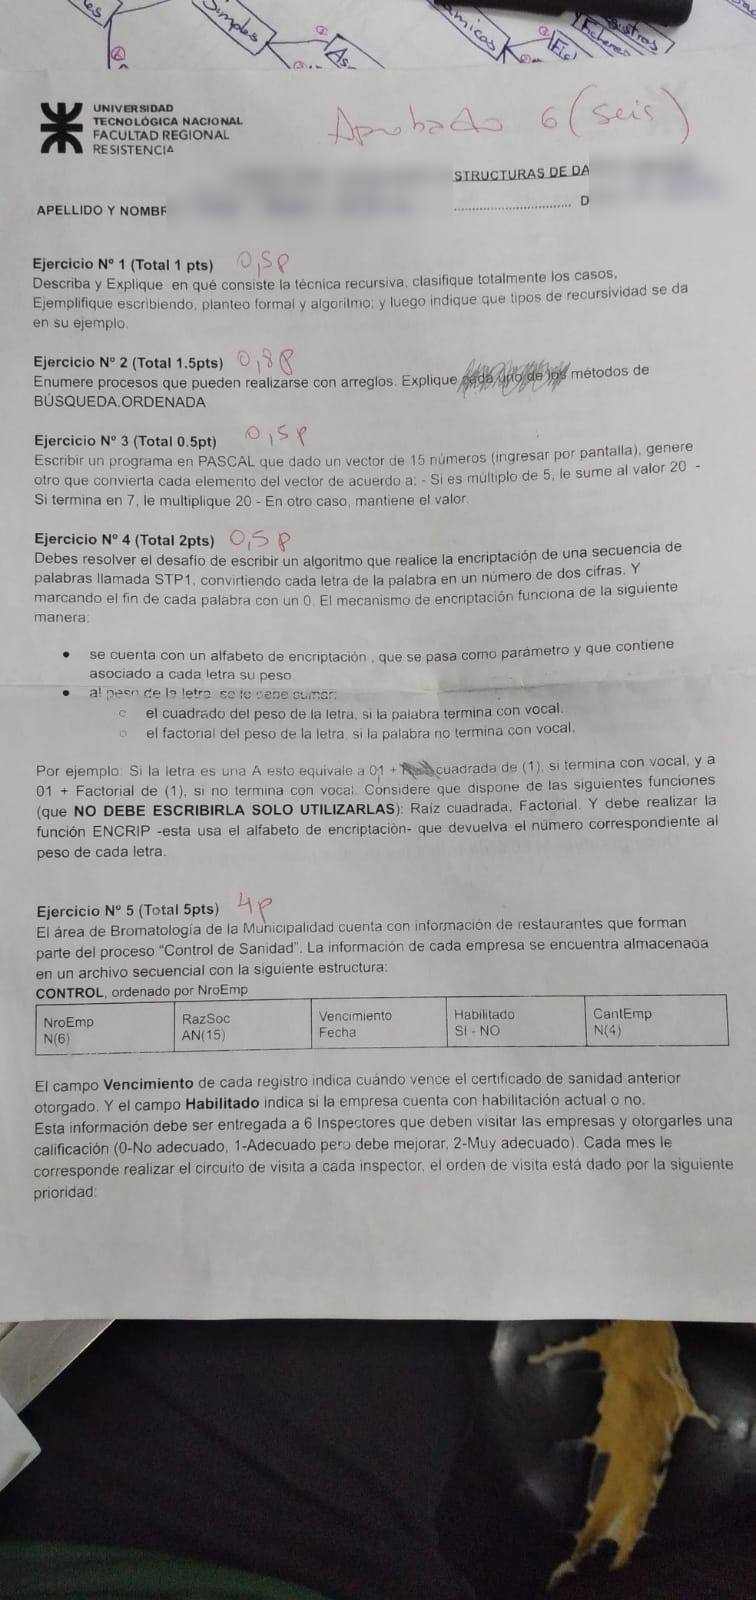 Simples
As
amicos
UNIVERSIDAD
TECNOLÓGICA NACIONAL
FACULTAD REGIONAL
RESISTENCIA
Aprobado 6 (seis)
STRUCTURAS DE DA
APELLIDO Y NOMBR
.............................. D
Ejercicio Nº 1 (Total 1 pts) 0,5p
Describa y Explique en qué consiste la técnica recursiva, clasifique totalmente los casos,
Ejemplifique escribiendo, planteo formal y algoritmo; y luego indique que tipos de recursividad se da
en su ejemplo.
Ejercicio Nº 2 (Total 1.5pts) 0,8p
Enumere procesos que pueden realizarse con arreglos. Explique cada uno de los métodos de
BÚSQUEDA.ORDENADA
Ejercicio Nº 3 (Total 0.5pt) 0,5p
Escribir un programa en PASCAL que dado un vector de 15 números (ingresar por pantalla), genere
otro que convierta cada elemento del vector de acuerdo a: - Si es múltiplo de 5, le sume al valor 20 -
Si termina en 7, le multiplique 20 - En otro caso, mantiene el valor.
Ejercicio Nº 4 (Total 2pts) 0,5p
Debes resolver el desafío de escribir un algoritmo que realice la encriptación de una secuencia de
palabras llamada STP1, convirtiendo cada letra de la palabra en un número de dos cifras. Y
marcando el fin de cada palabra con un 0. El mecanismo de encriptación funciona de la siguiente
manera:
• se cuenta con un alfabeto de encriptación , que se pasa como parámetro y que contiene
asociado a cada letra su peso.
• al peso de la letra se le debe sumar:
○ el cuadrado del peso de la letra, si la palabra termina con vocal.
○ el factorial del peso de la letra, si la palabra no termina con vocal.
Por ejemplo: Si la letra es una A esto equivale a 01 + cuadrada de (1), si termina con vocal, y a
01 + Factorial de (1), si no termina con vocal. Considere que dispone de las siguientes funciones
(que NO DEBE ESCRIBIRLA SOLO UTILIZARLAS): Raíz cuadrada, Factorial. Y debe realizar la
función ENCRIP -esta usa el alfabeto de encriptaciòn- que devuelva el número correspondiente al
peso de cada letra.
Ejercicio Nº 5 (Total 5pts) 4p
El área de Bromatología de la Municipalidad cuenta con información de restaurantes que forman
parte del proceso “Control de Sanidad”. La información de cada empresa se encuentra almacenada
en un archivo secuencial con la siguiente estructura:
CONTROL, ordenado por NroEmp
NroEmp RazSoc Vencimiento Habilitado CantEmp
N(6) AN(15) Fecha SI - NO N(4)
El campo Vencimiento de cada registro indica cuándo vence el certificado de sanidad anterior
otorgado. Y el campo Habilitado indica si la empresa cuenta con habilitación actual o no.
Esta información debe ser entregada a 6 Inspectores que deben visitar las empresas y otorgarles una
calificación (0-No adecuado, 1-Adecuado pero debe mejorar, 2-Muy adecuado). Cada mes le
corresponde realizar el circuito de visita a cada inspector, el orden de visita está dado por la siguiente
prioridad: